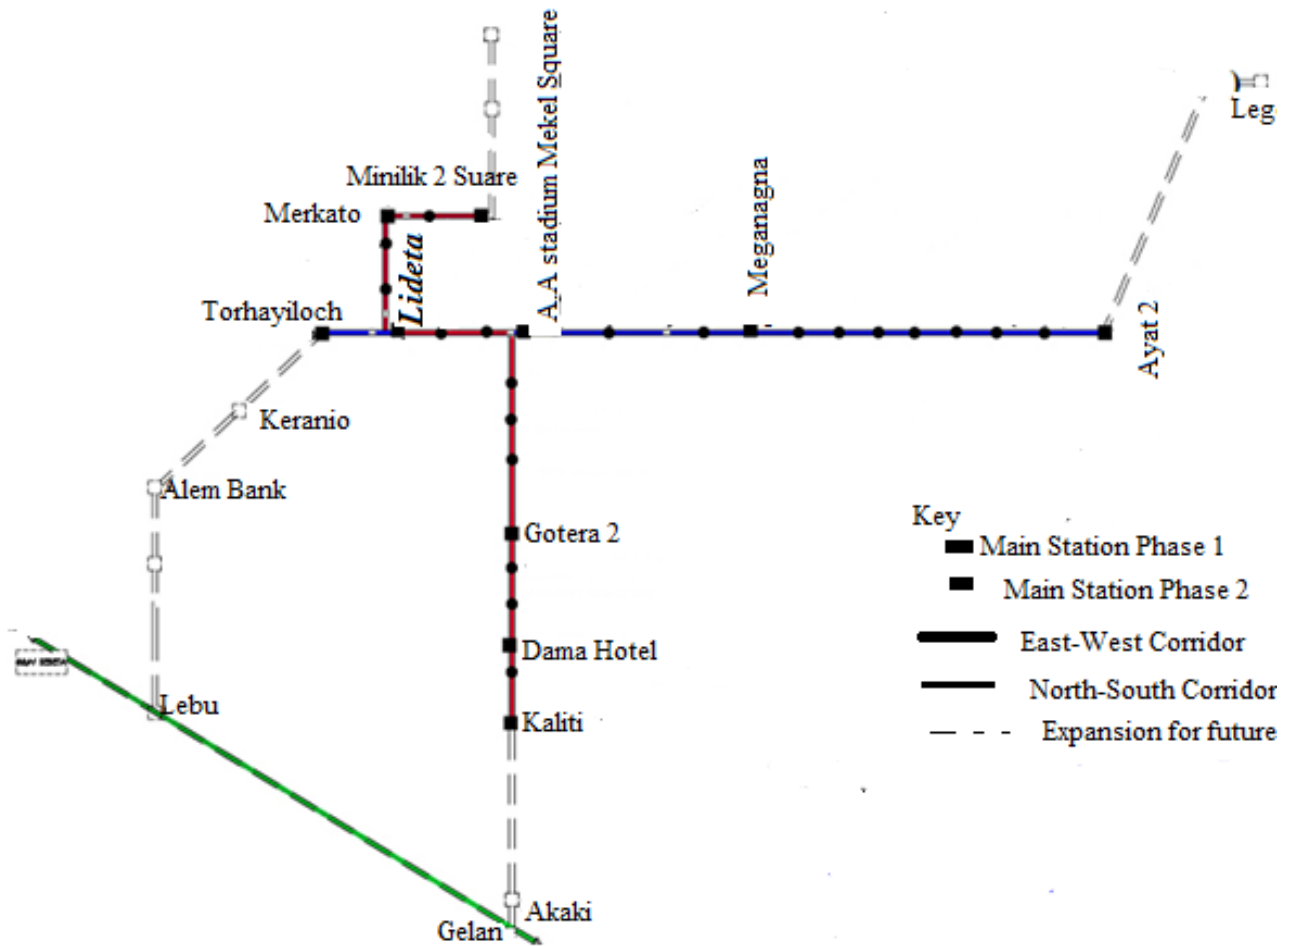 A.A stadium Mekel Square
Leg
Minilik 2 Suare
Merkato
Lideta
Meganagna
Torhayiloch
Ayat 2
Keranio
Alem Bank
Gotera 2
Key
Main Station Phase 1
Main Station Phase 2
East-West Corridor
North-South Corridor
Expansion for future
Dama Hotel
Lebu
Kaliti
Akaki
Gelan